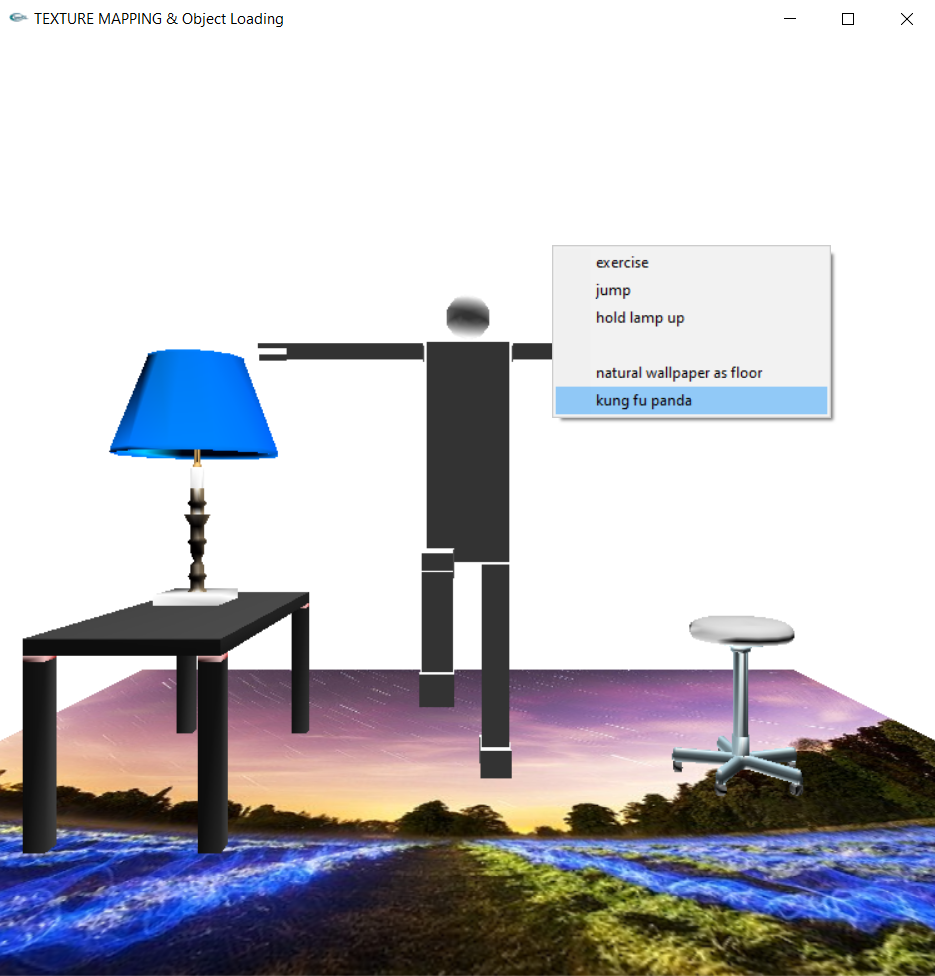 TEXTURE MAPPING & Object Loading
exercise
jump
hold lamp up
natural wallpaper as floor
kung fu panda